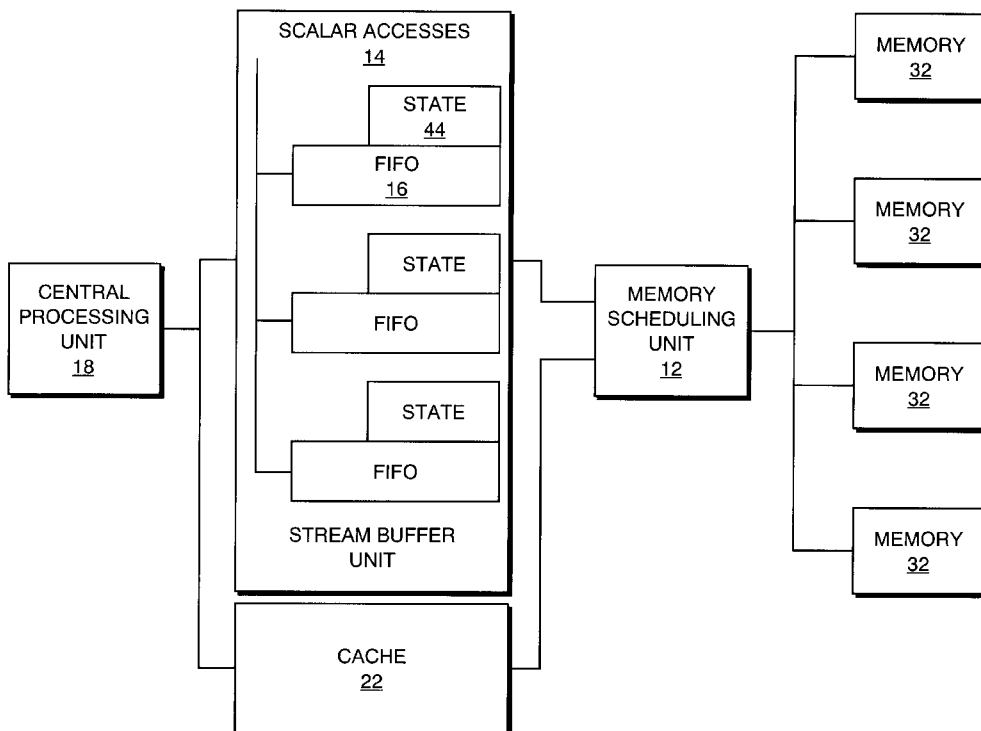 CENTRAL
PROCESSING
UNIT
18
SCALAR ACCESSES
14
STATE
44
FIFO
16
STATE
FIFO
STATE
FIFO
STREAM BUFFER
UNIT
CACHE
22
MEMORY
SCHEDULING
UNIT
12
MEMORY
32
MEMORY
32
MEMORY
32
MEMORY
32